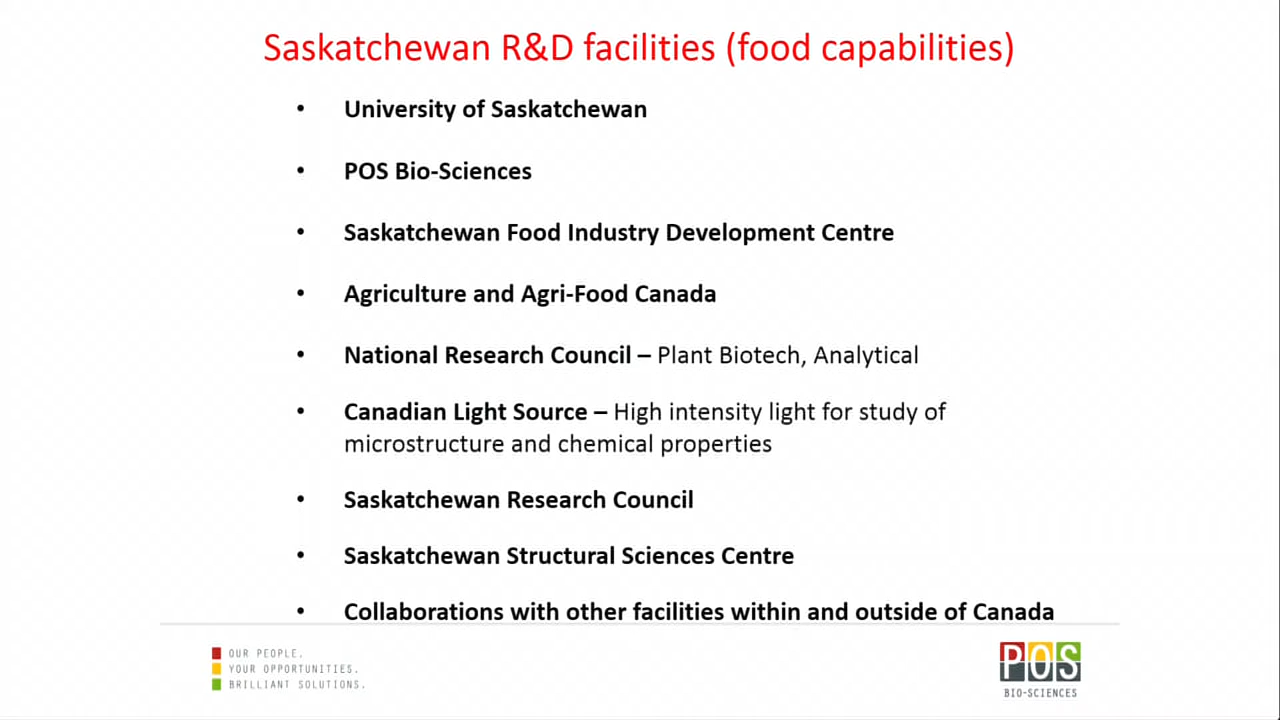 Saskatchewan R&D facilities (food capabilities)
• University of Saskatchewan
• POS Bio-Sciences
• Saskatchewan Food Industry Development Centre
• Agriculture and Agri-Food Canada
• National Research Council – Plant Biotech, Analytical
• Canadian Light Source – High intensity light for study of
microstructure and chemical properties
• Saskatchewan Research Council
• Saskatchewan Structural Sciences Centre
• Collaborations with other facilities within and outside of Canada
OUR PEOPLE.
YOUR OPPORTUNITIES.
BRILLIANT SOLUTIONS.
POS
BIO-SCIENCES